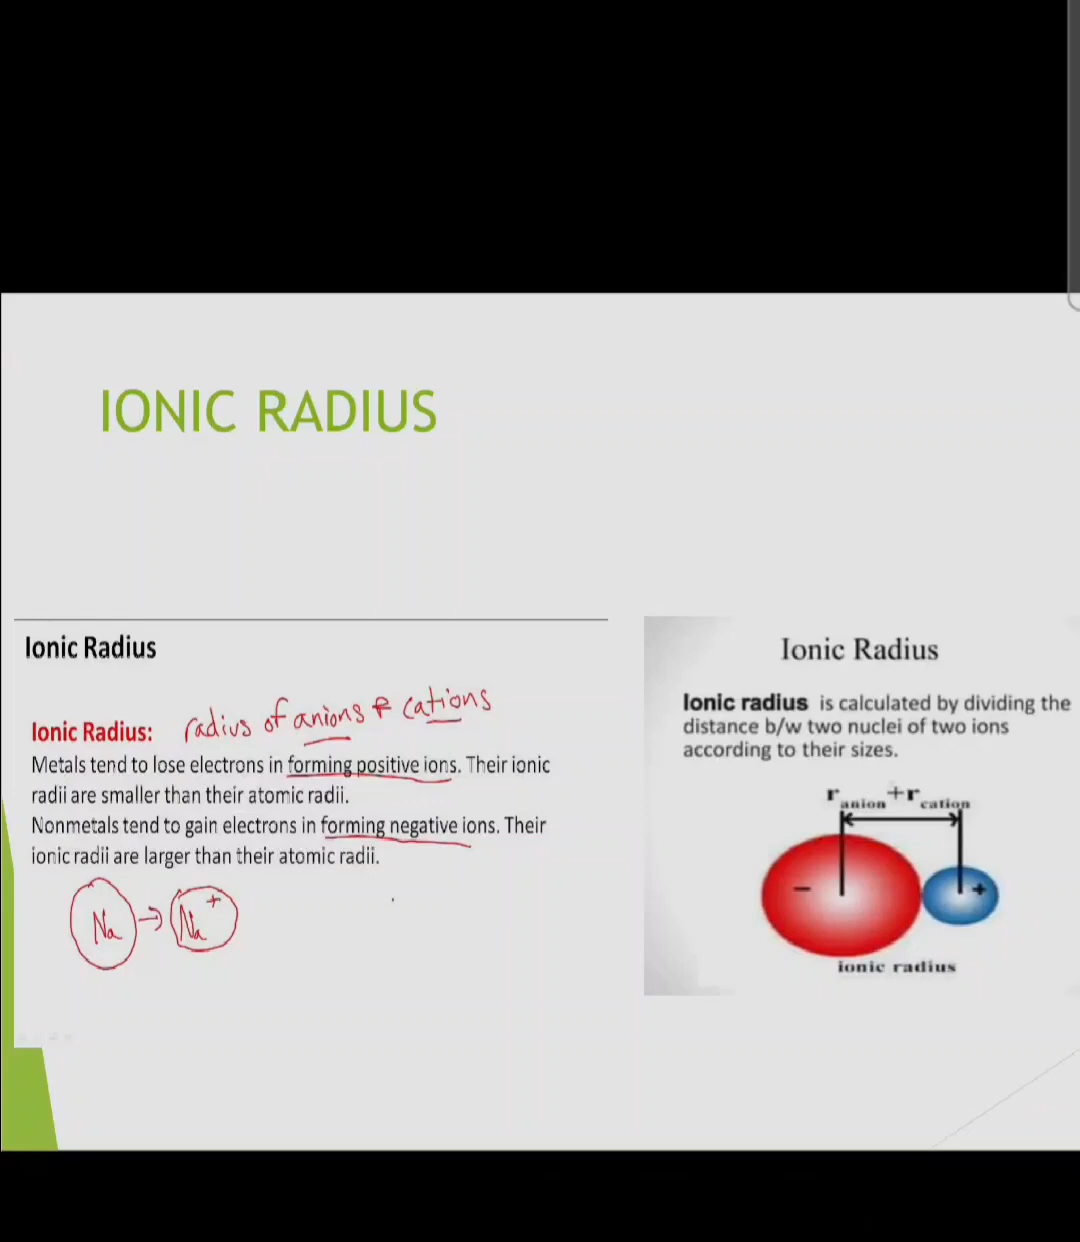 IONIC RADIUS
Ionic Radius
Ionic Radius: radius of anions & cations
Metals tend to lose electrons in forming positive ions. Their ionic
radii are smaller than their atomic radii.
Nonmetals tend to gain electrons in forming negative ions. Their
ionic radii are larger than their atomic radii.
Na → Na+
Ionic Radius
Ionic radius is calculated by dividing the
distance b/w two nuclei of two ions
according to their sizes.
r anion + r cation
− +
ionic radius